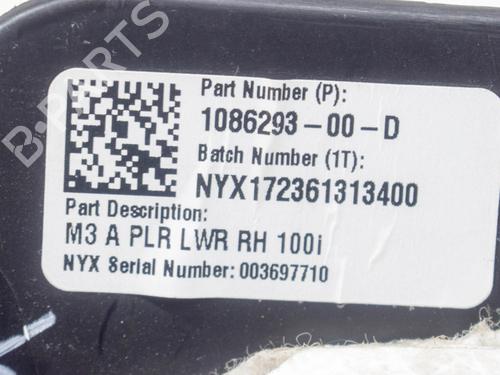 Part Number (P):
1086293-00-D
Batch Number (1T):
NYX172361313400
Part Description:
M3 A PLR LWR RH 100i
NYX Serial Number: 003697710
B-PARTS